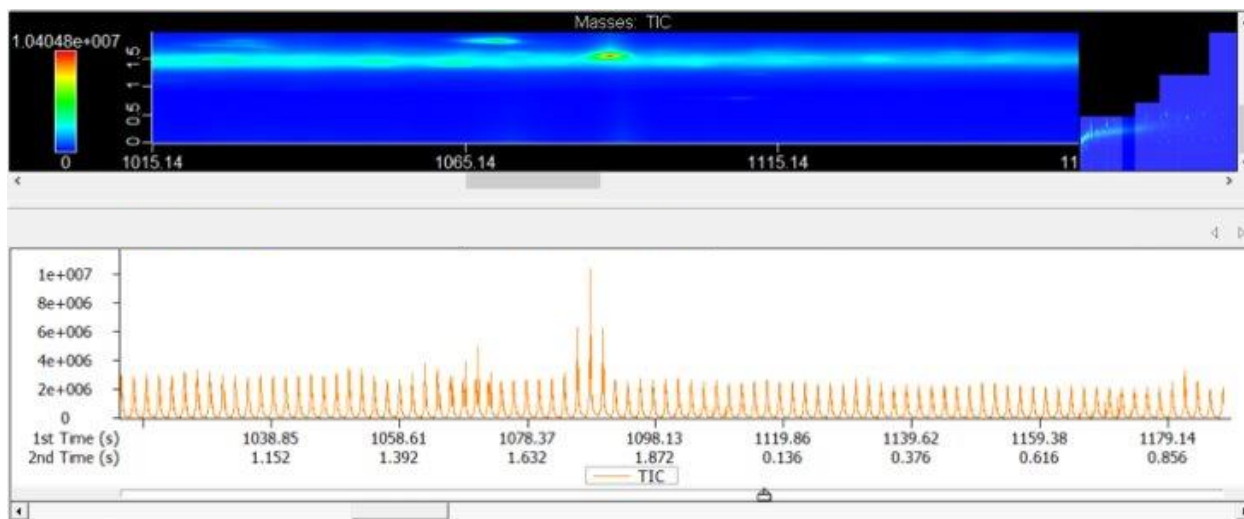 Masses: TIC
1.04048e+007
0
1.5
1
0.5
0
1015.14 1065.14 1115.14 11
1e+007
8e+006
6e+006
4e+006
2e+006
0
1st Time (s) 1038.85 1058.61 1078.37 1098.13 1119.86 1139.62 1159.38 1179.14
2nd Time (s) 1.152 1.392 1.632 1.872 0.136 0.376 0.616 0.856
TIC